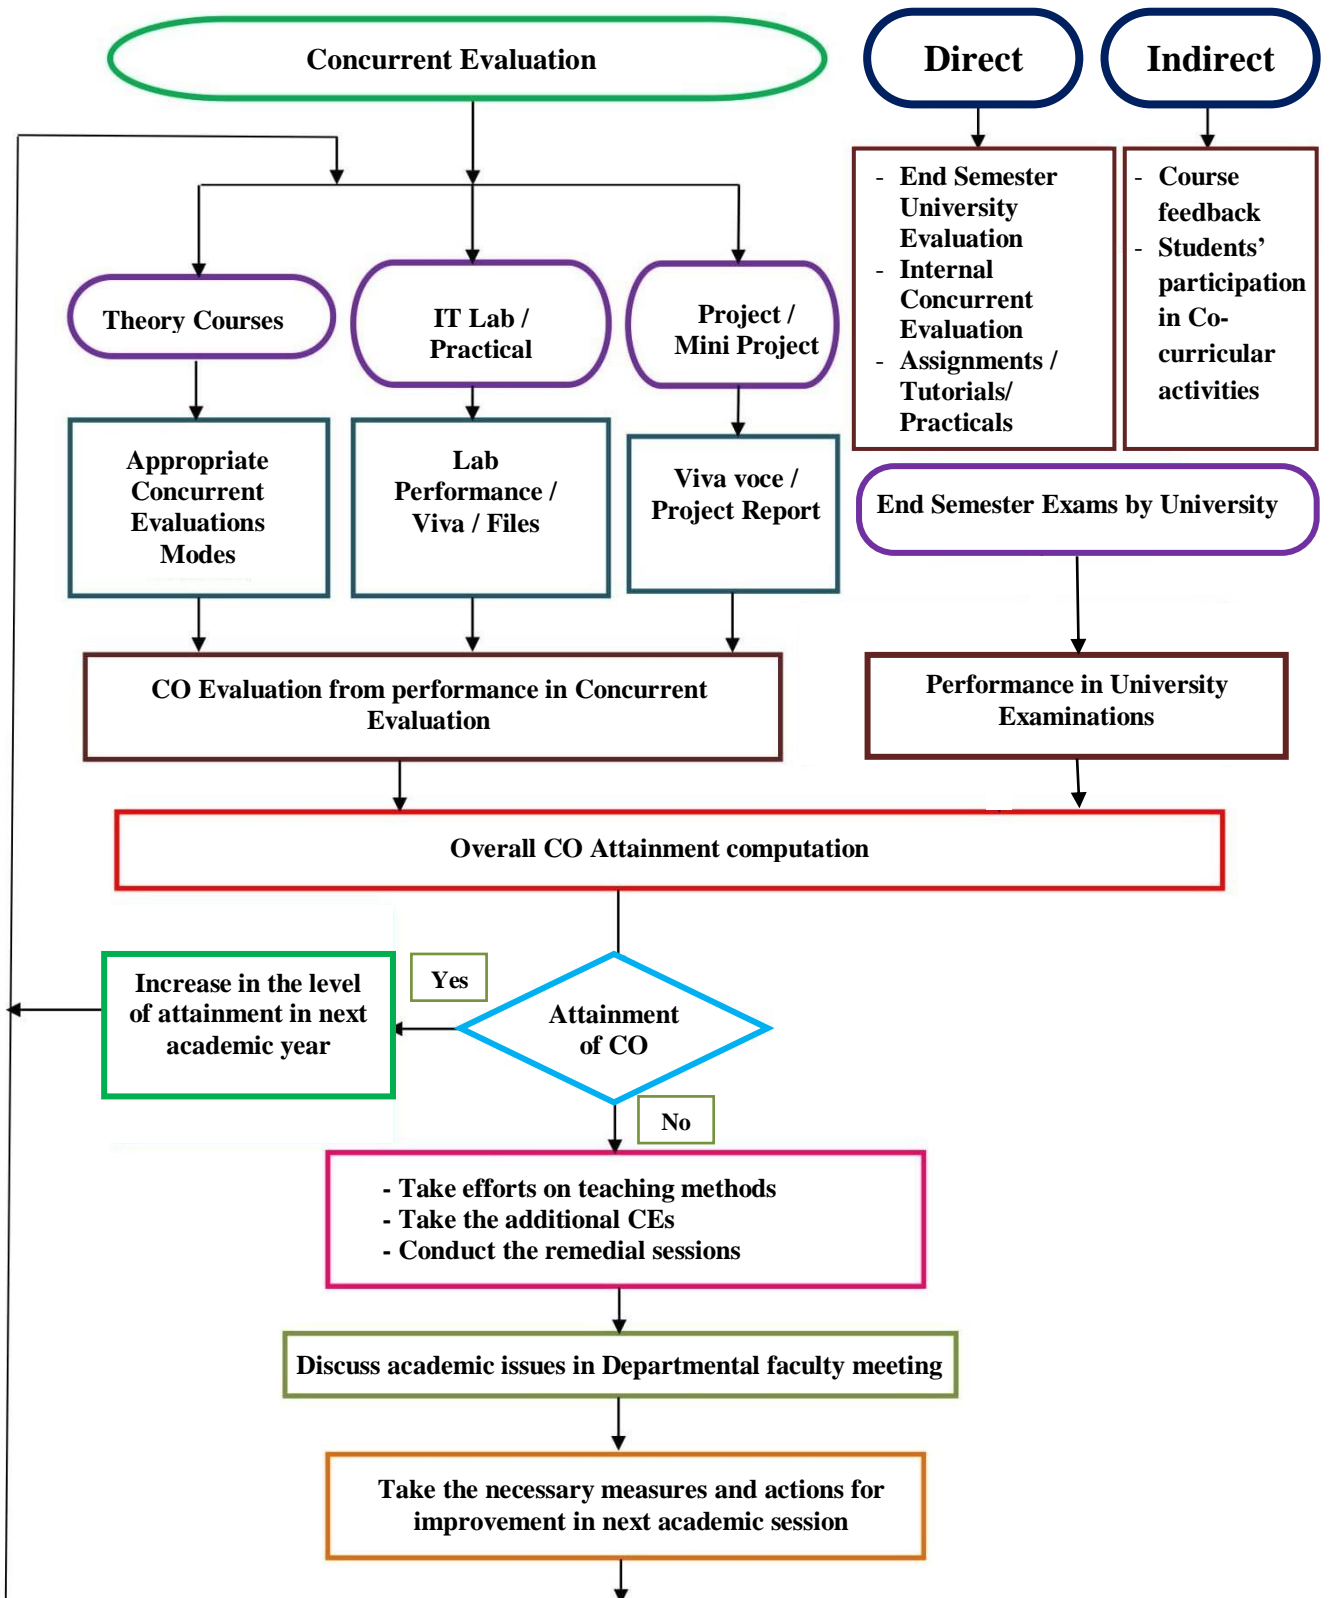 Concurrent Evaluation
Direct
Indirect
- End Semester
University
Evaluation
- Internal
Concurrent
Evaluation
- Assignments /
Tutorials/
Practicals
- Course
feedback
- Students’
participation
in Co-
curricular
activities
Theory Courses
IT Lab /
Practical
Project /
Mini Project
Appropriate
Concurrent
Evaluations
Modes
Lab
Performance /
Viva / Files
Viva voce /
Project Report
End Semester Exams by University
CO Evaluation from performance in Concurrent
Evaluation
Performance in University
Examinations
Overall CO Attainment computation
Increase in the level
of attainment in next
academic year
Yes
Attainment
of CO
No
- Take efforts on teaching methods
- Take the additional CEs
- Conduct the remedial sessions
Discuss academic issues in Departmental faculty meeting
Take the necessary measures and actions for
improvement in next academic session